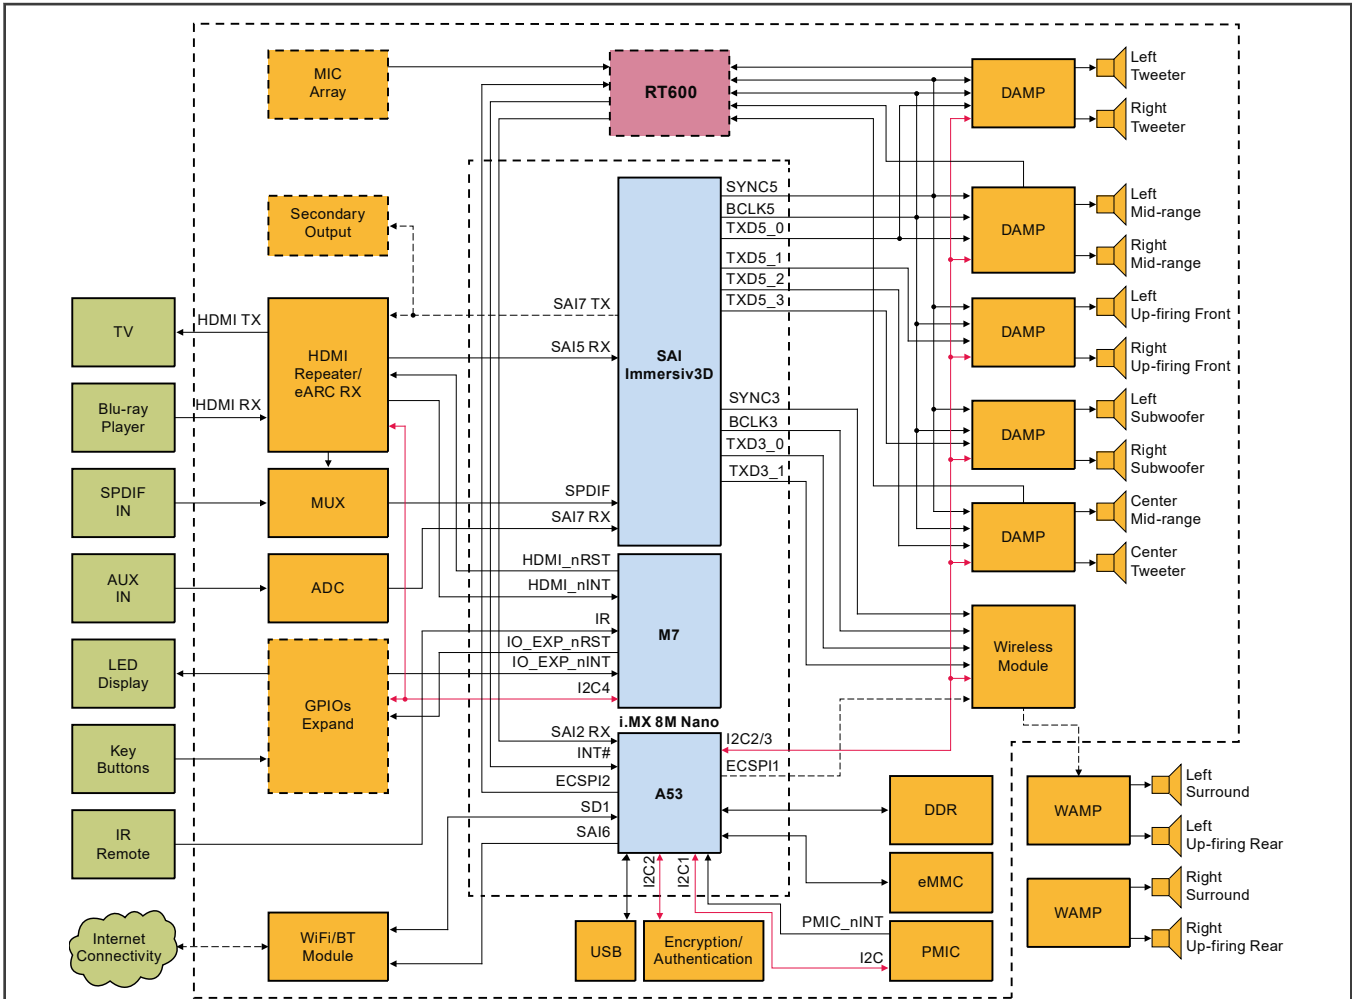 MIC
Array
RT600
DAMP
Left
Tweeter
Right
Tweeter
Secondary
Output
SYNC5
BCLK5
TXD5_0
TXD5_1
TXD5_2
TXD5_3
DAMP
Left
Mid-range
Right
Mid-range
TV
HDMI TX
HDMI
Repeater/
eARC RX
SAI7 TX
SAI5 RX
SAI
Immersiv3D
DAMP
Left
Up-firing Front
Right
Up-firing Front
Blu-ray
Player
HDMI RX
SYNC3
BCLK3
TXD3_0
TXD3_1
DAMP
Left
Subwoofer
Right
Subwoofer
SPDIF
IN
MUX
SPDIF
SAI7 RX
DAMP
Center
Mid-range
Center
Tweeter
AUX
IN
ADC
HDMI_nRST
HDMI_nINT
IR
IO_EXP_nRST
IO_EXP_nINT
I2C4
M7
Wireless
Module
LED
Display
GPIOs
Expand
Key
Buttons
i.MX 8M Nano
SAI2 RX
INT#
ECSPI2
SD1
SAI6
A53
I2C2/3
ECSPI1
IR
Remote
DDR
eMMC
WAMP
Left
Surround
Left
Up-firing Rear
I2C2
I2C1
PMIC_nINT
I2C
WAMP
Right
Surround
Right
Up-firing Rear
Internet
Connectivity
WiFi/BT
Module
USB
Encryption/
Authentication
PMIC